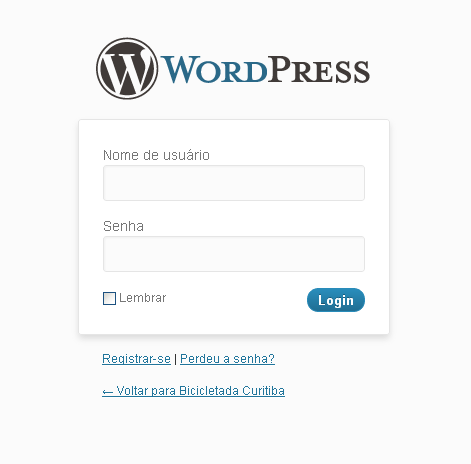 WORDPRESS
Nome de usuário
Senha
Lembrar
Login
Registrar-se | Perdeu a senha?
← Voltar para Bicicletada Curitiba